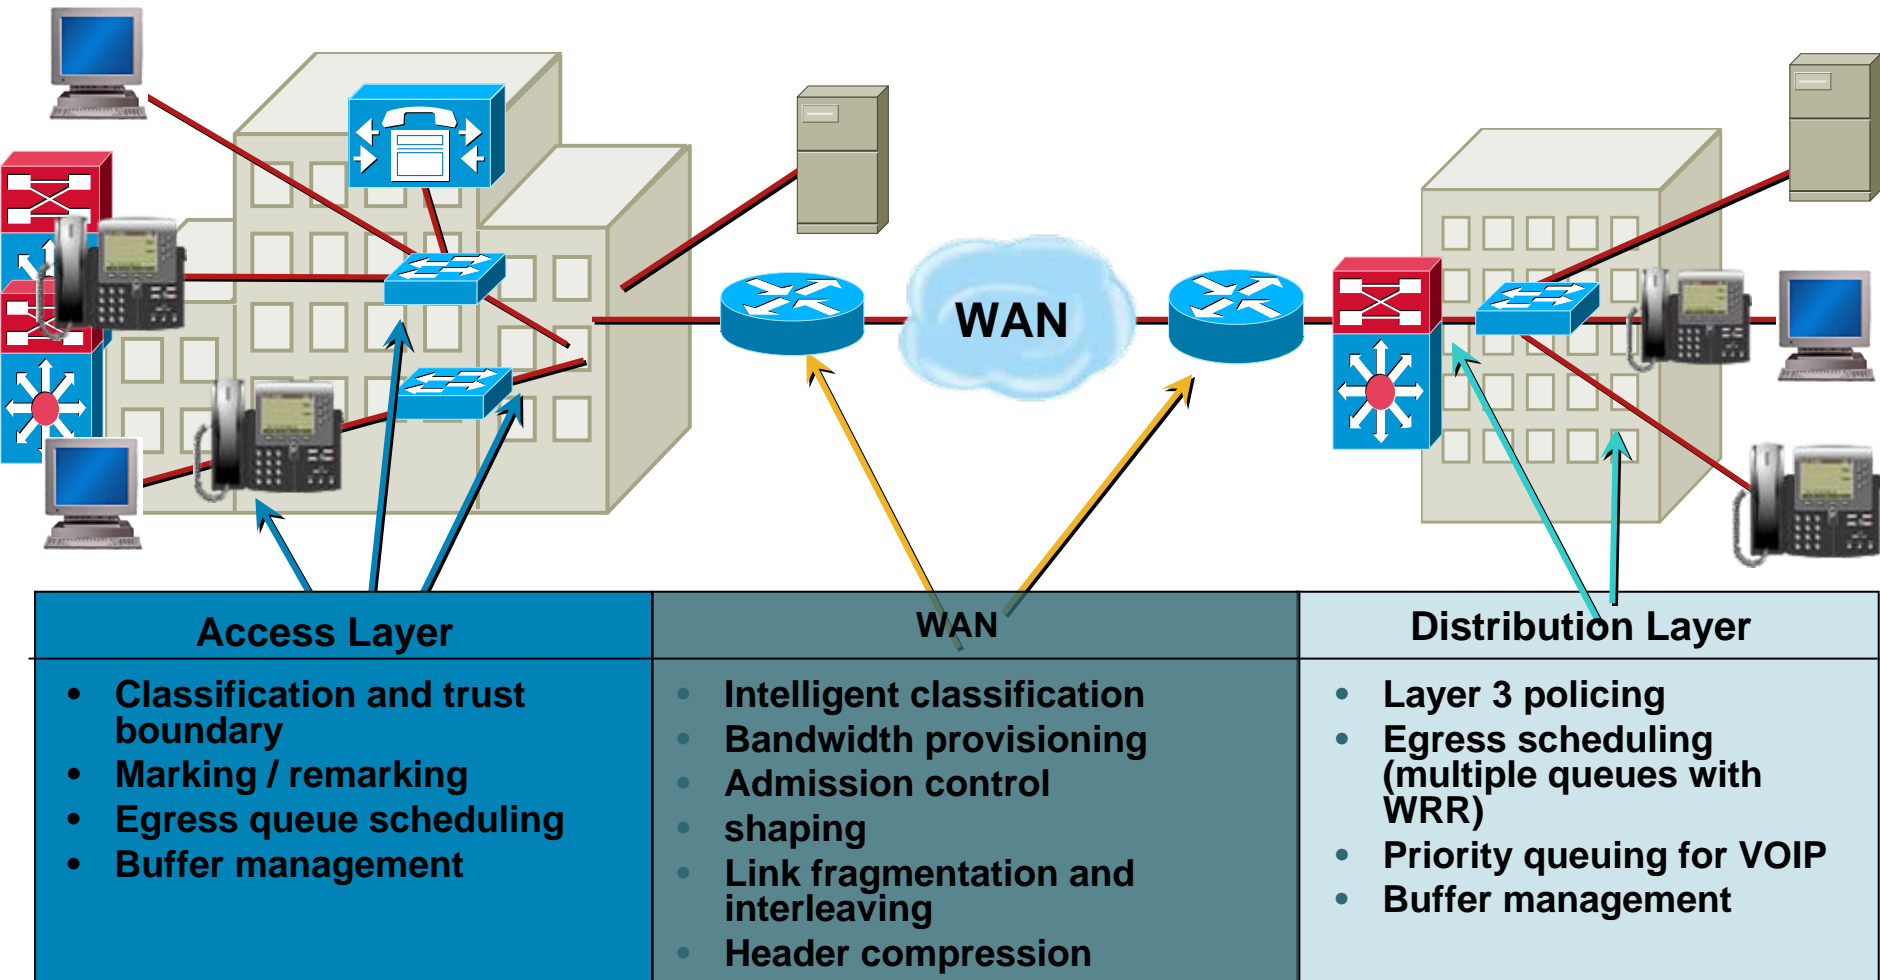 WAN
Access Layer
• Classification and trust
boundary
• Marking / remarking
• Egress queue scheduling
• Buffer management
WAN
• Intelligent classification
• Bandwidth provisioning
• Admission control
• shaping
• Link fragmentation and
interleaving
• Header compression
Distribution Layer
• Layer 3 policing
• Egress scheduling
(multiple queues with
WRR)
• Priority queuing for VOIP
• Buffer management